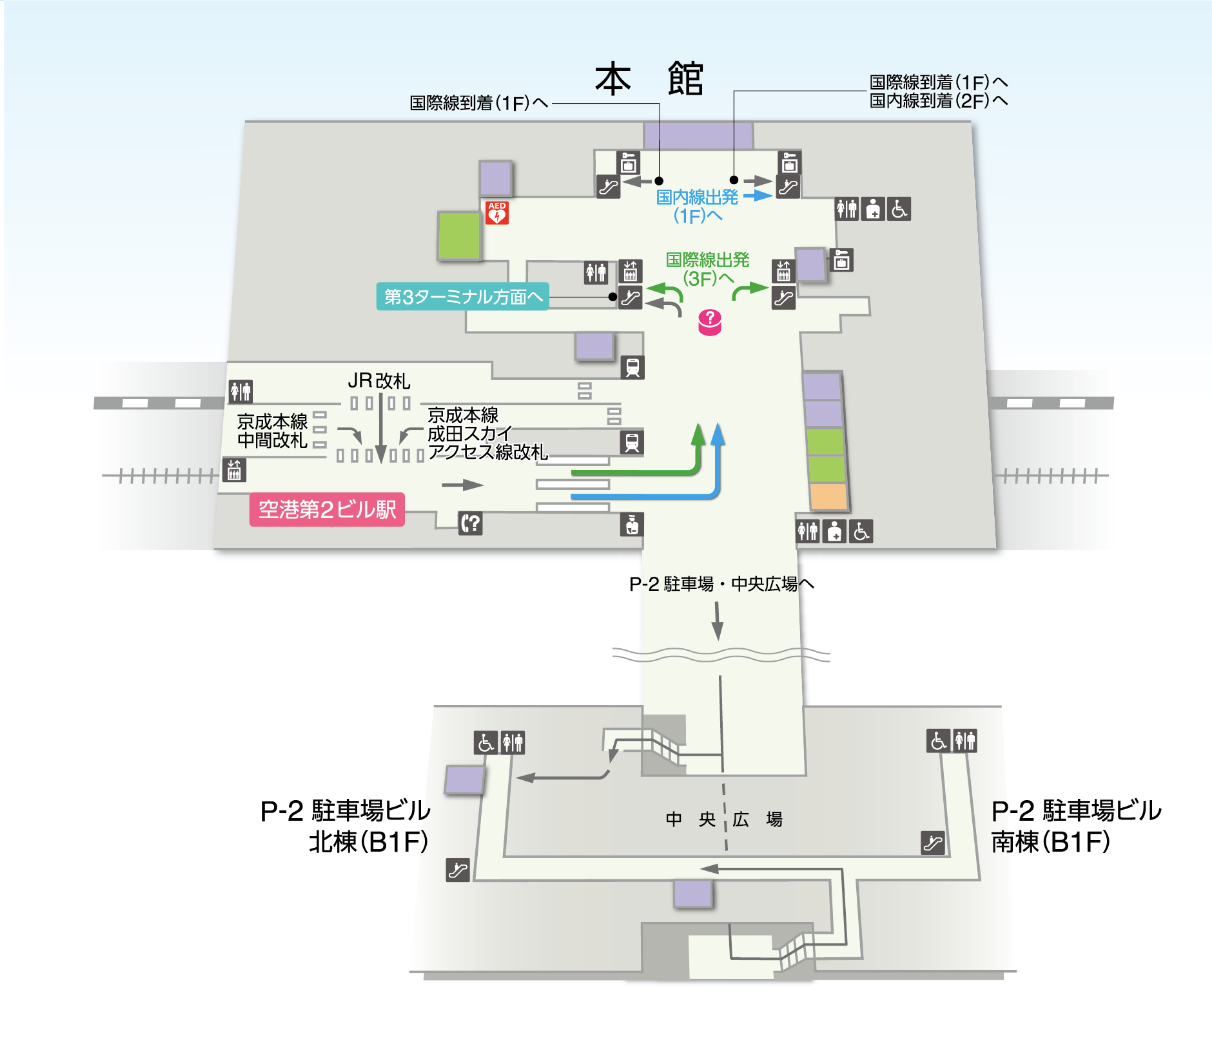 本 館
国際線到着(1F)へ
国際線到着(1F)へ
国内線到着(2F)へ
国内線出発
(1F)へ
AED
国際線出発
(3F)へ
第3ターミナル方面へ
?
JR改札
京成本線
中間改札
京成本線
成田スカイ
アクセス線改札
空港第2ビル駅
?
P-2 駐車場・中央広場へ
P-2 駐車場ビル
北棟(B1F)
中 央 広 場
P-2 駐車場ビル
南棟(B1F)